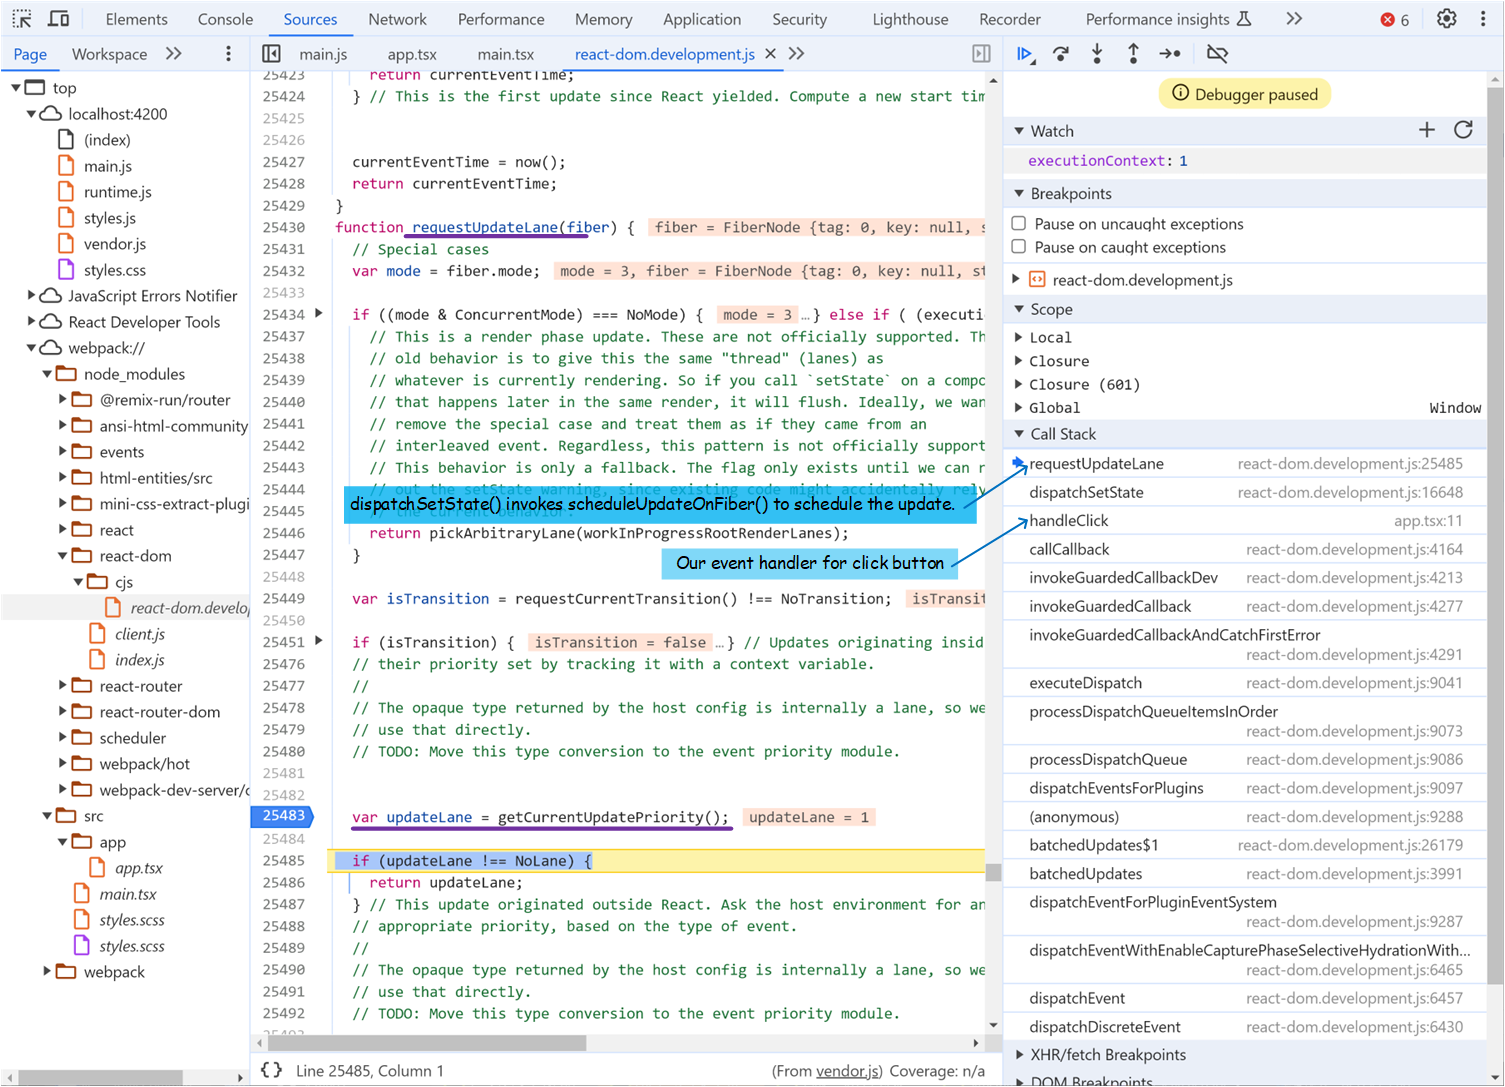 Elements Console Sources Network Performance Memory Application Security Lighthouse Recorder Performance insights 6
Page Workspace
main.js app.tsx main.tsx react-dom.development.js
top
localhost:4200
(index)
main.js
runtime.js
styles.js
vendor.js
styles.css
JavaScript Errors Notifier
React Developer Tools
webpack://
node_modules
@remix-run/router
ansi-html-community
events
html-entities/src
mini-css-extract-plugi
react
react-dom
cjs
react-dom.develo
client.js
index.js
react-router
react-router-dom
scheduler
webpack/hot
webpack-dev-server/c
src
app
app.tsx
main.tsx
styles.scss
styles.scss
webpack
25423 return currentEventTime;
25424 } // This is the first update since React yielded. Compute a new start tim
25425
25426
25427 currentEventTime = now();
25428 return currentEventTime;
25429 }
25430 function requestUpdateLane(fiber) { fiber = FiberNode {tag: 0, key: null, s
25431 // Special cases
25432 var mode = fiber.mode; mode = 3, fiber = FiberNode {tag: 0, key: null, st
25433
25434 if ((mode & ConcurrentMode) === NoMode) { mode = 3 …} else if ( (executi
25437 // This is a render phase update. These are not officially supported. Th
25438 // old behavior is to give this the same "thread" (lanes) as
25439 // whatever is currently rendering. So if you call `setState` on a compo
25440 // that happens later in the same render, it will flush. Ideally, we wan
25441 // remove the special case and treat them as if they came from an
25442 // interleaved event. Regardless, this pattern is not officially support
25443 // This behavior is only a fallback. The flag only exists until we can r
25444 // out the setState warning, since existing code might accidentally rely
dispatchSetState() invokes scheduleUpdateOnFiber() to schedule the update.
25445 // the current behavior.
25446 return pickArbitraryLane(workInProgressRootRenderLanes);
25447 }
Our event handler for click button
25448
25449 var isTransition = requestCurrentTransition() !== NoTransition; isTransit
25450
25451 if (isTransition) { isTransition = false …} // Updates originating insid
25476 // their priority set by tracking it with a context variable.
25477 //
25478 // The opaque type returned by the host config is internally a lane, so we
25479 // use that directly.
25480 // TODO: Move this type conversion to the event priority module.
25481
25482
25483 var updateLane = getCurrentUpdatePriority(); updateLane = 1
25484
25485 if (updateLane !== NoLane) {
25486 return updateLane;
25487 } // This update originated outside React. Ask the host environment for an
25488 // appropriate priority, based on the type of event.
25489 //
25490 // The opaque type returned by the host config is internally a lane, so we
25491 // use that directly.
25492 // TODO: Move this type conversion to the event priority module.
{} Line 25485, Column 1 (From vendor.js) Coverage: n/a
Debugger paused
Watch
executionContext: 1
Breakpoints
Pause on uncaught exceptions
Pause on caught exceptions
react-dom.development.js
Scope
Local
Closure
Closure (601)
Global Window
Call Stack
requestUpdateLane react-dom.development.js:25485
dispatchSetState react-dom.development.js:16648
handleClick app.tsx:11
callCallback react-dom.development.js:4164
invokeGuardedCallbackDev react-dom.development.js:4213
invokeGuardedCallback react-dom.development.js:4277
invokeGuardedCallbackAndCatchFirstError
react-dom.development.js:4291
executeDispatch react-dom.development.js:9041
processDispatchQueueItemsInOrder
react-dom.development.js:9073
processDispatchQueue react-dom.development.js:9086
dispatchEventsForPlugins react-dom.development.js:9097
(anonymous) react-dom.development.js:9288
batchedUpdates$1 react-dom.development.js:26179
batchedUpdates react-dom.development.js:3991
dispatchEventForPluginEventSystem
react-dom.development.js:9287
dispatchEventWithEnableCapturePhaseSelectiveHydrationWith...
react-dom.development.js:6465
dispatchEvent react-dom.development.js:6457
dispatchDiscreteEvent react-dom.development.js:6430
XHR/fetch Breakpoints
DOM Breakpoints